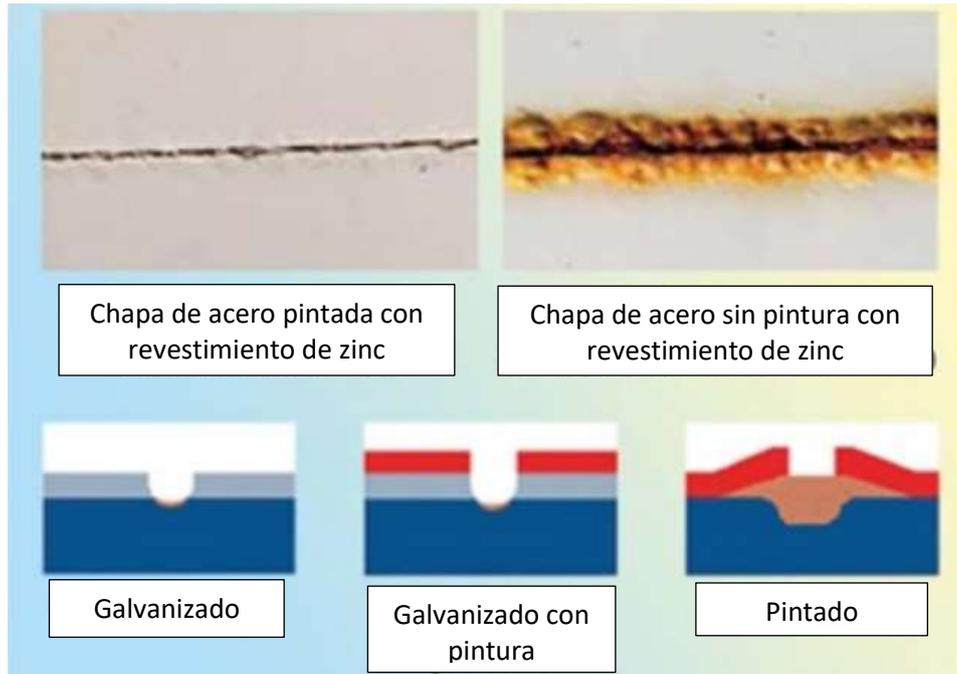 Chapa de acero pintada con
revestimiento de zinc
Chapa de acero sin pintura con
revestimiento de zinc
Galvanizado
Galvanizado con
pintura
Pintado